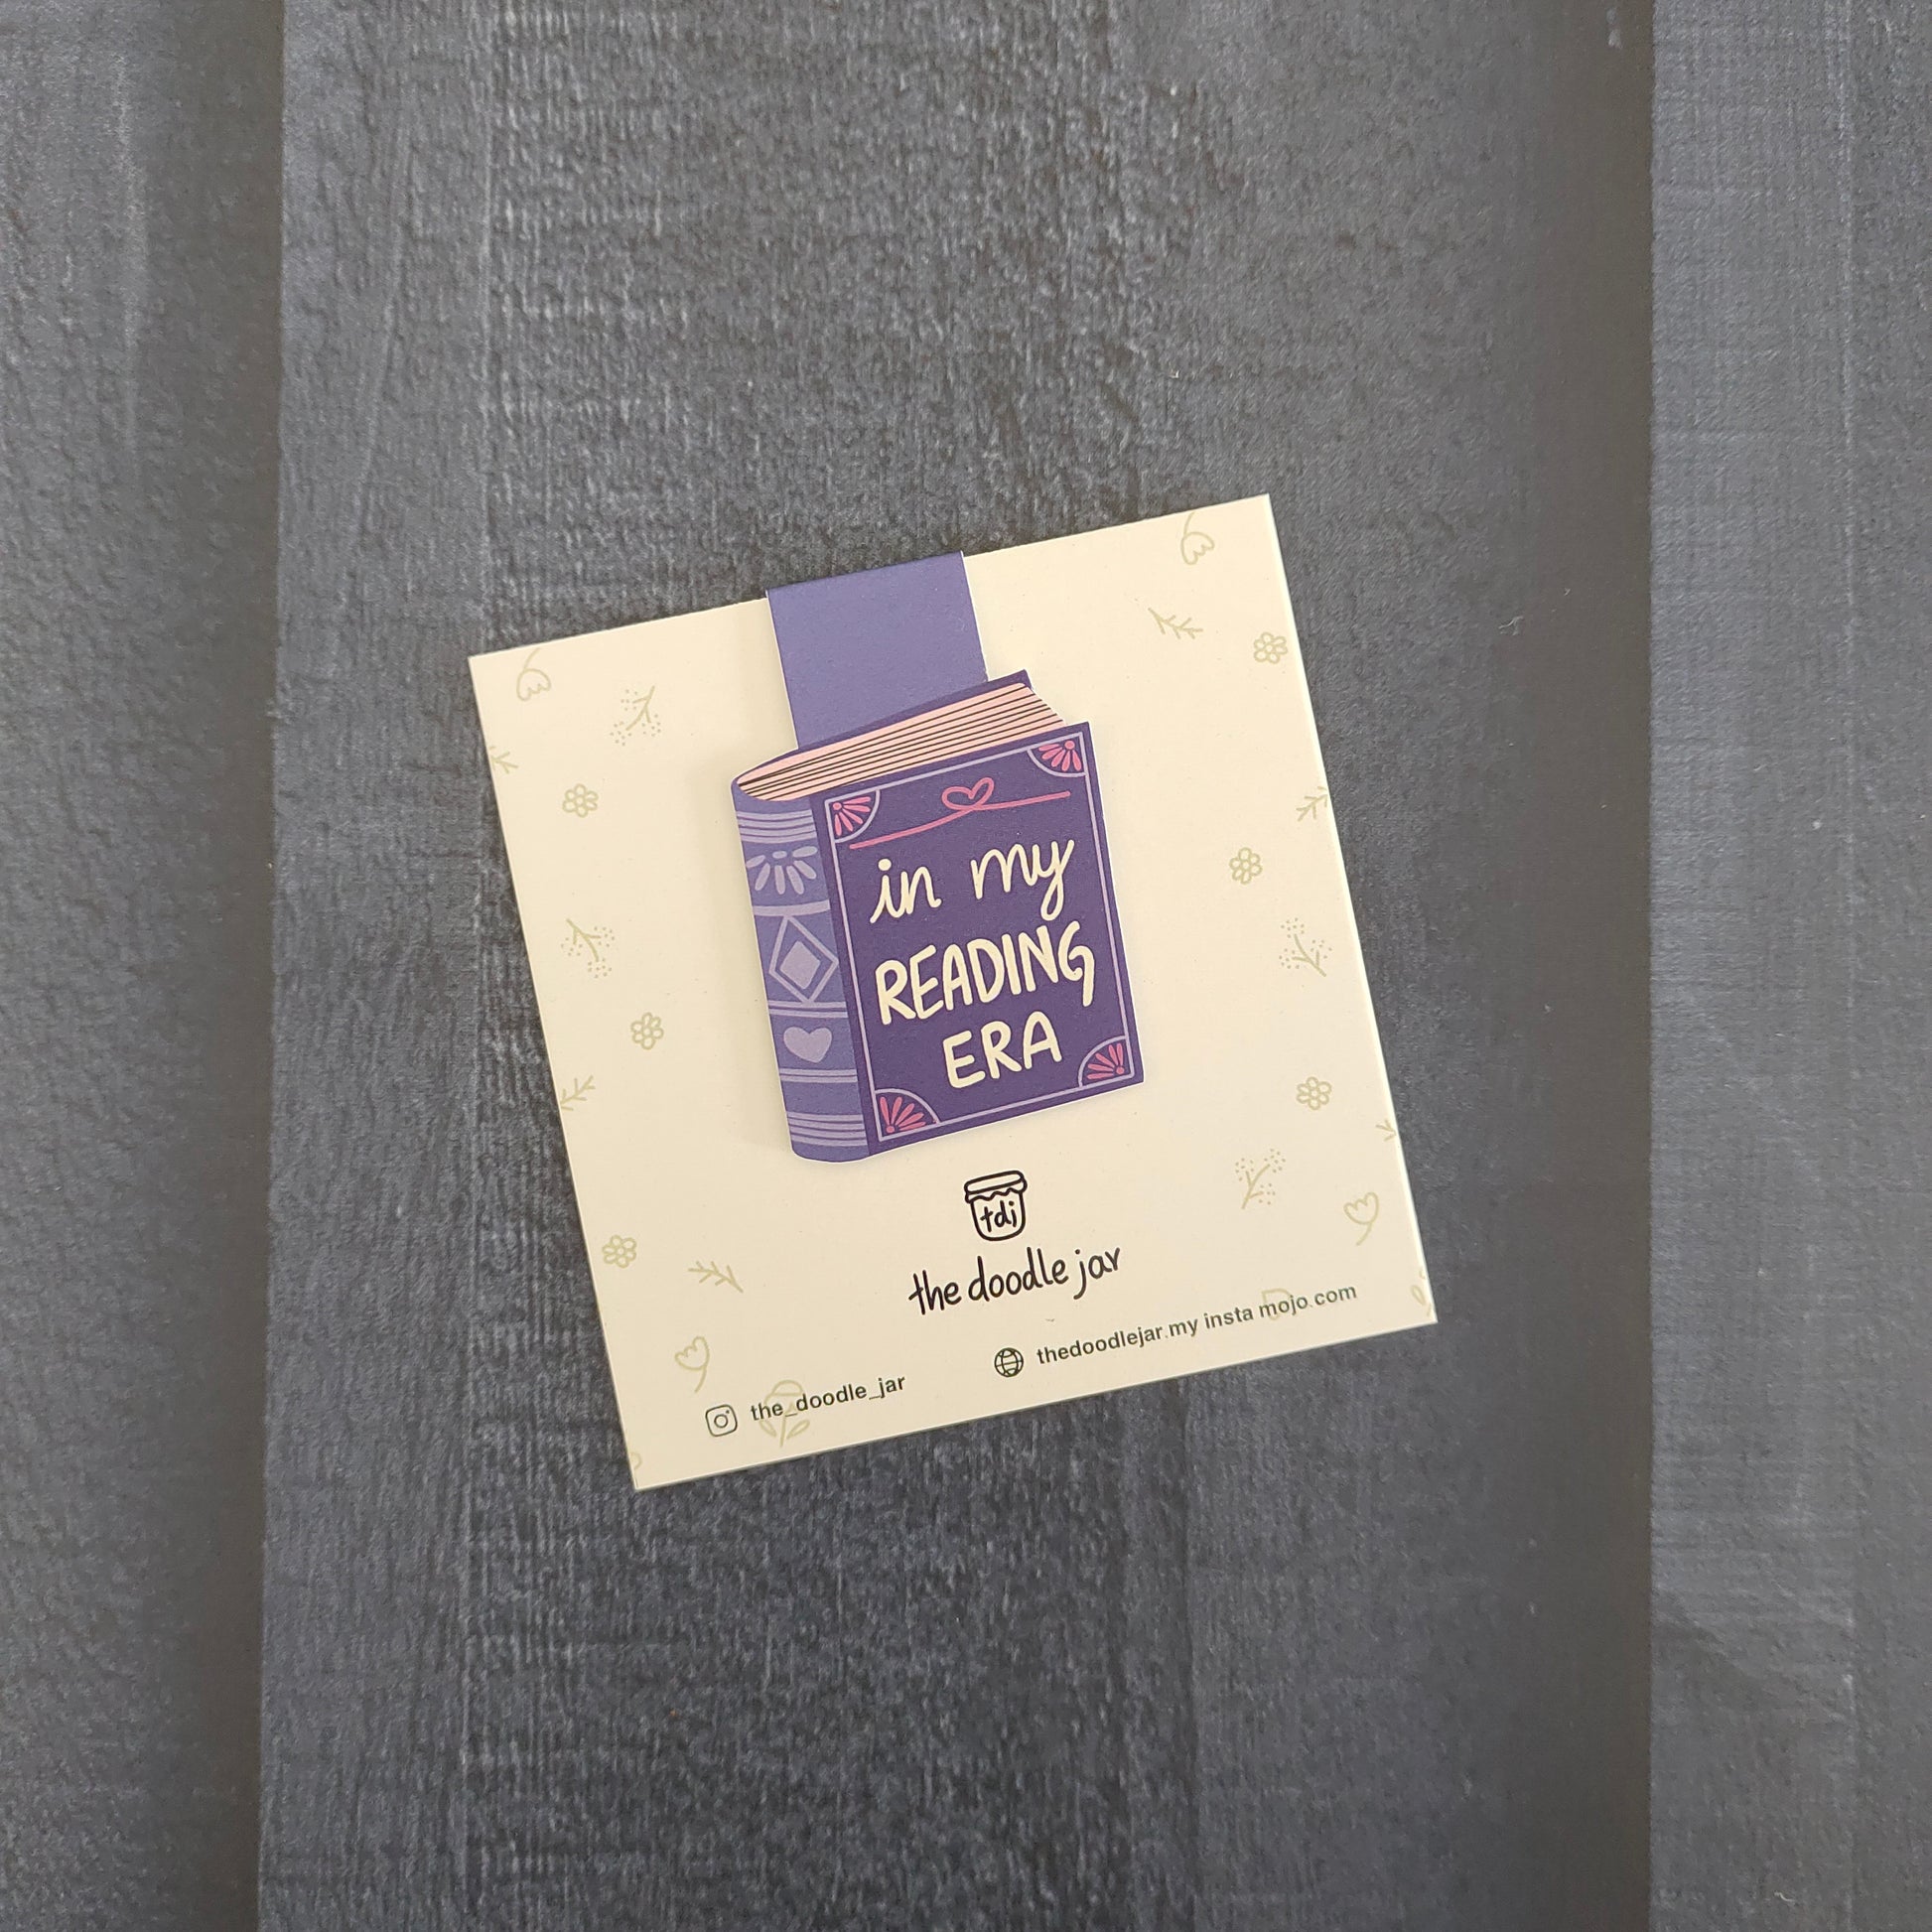 in my
READING
ERA
tdj
the doodle jar
the_doodle_jar
thedoodlejar.my insta mojo.com